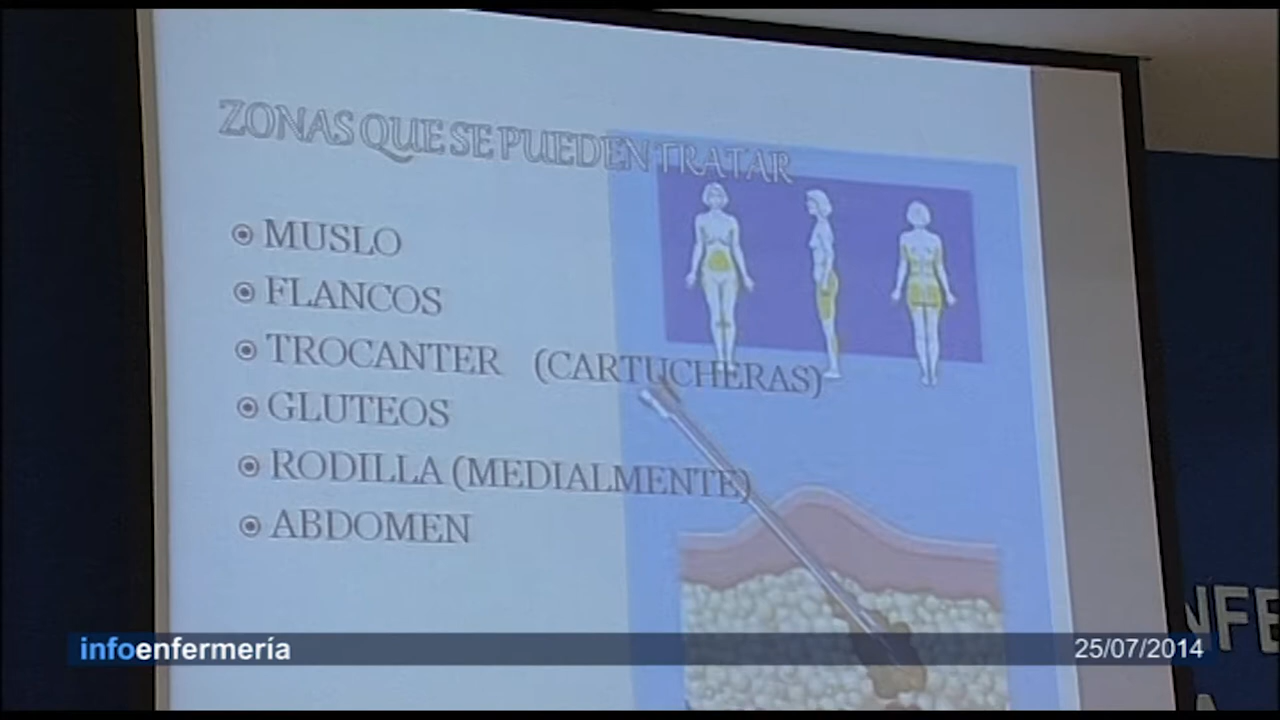 ZONAS QUE SE PUEDEN TRATAR
MUSLO
FLANCOS
TROCANTER (CARTUCHERAS)
GLUTEOS
RODILLA (MEDIALMENTE)
ABDOMEN
infoenfermería
25/07/2014